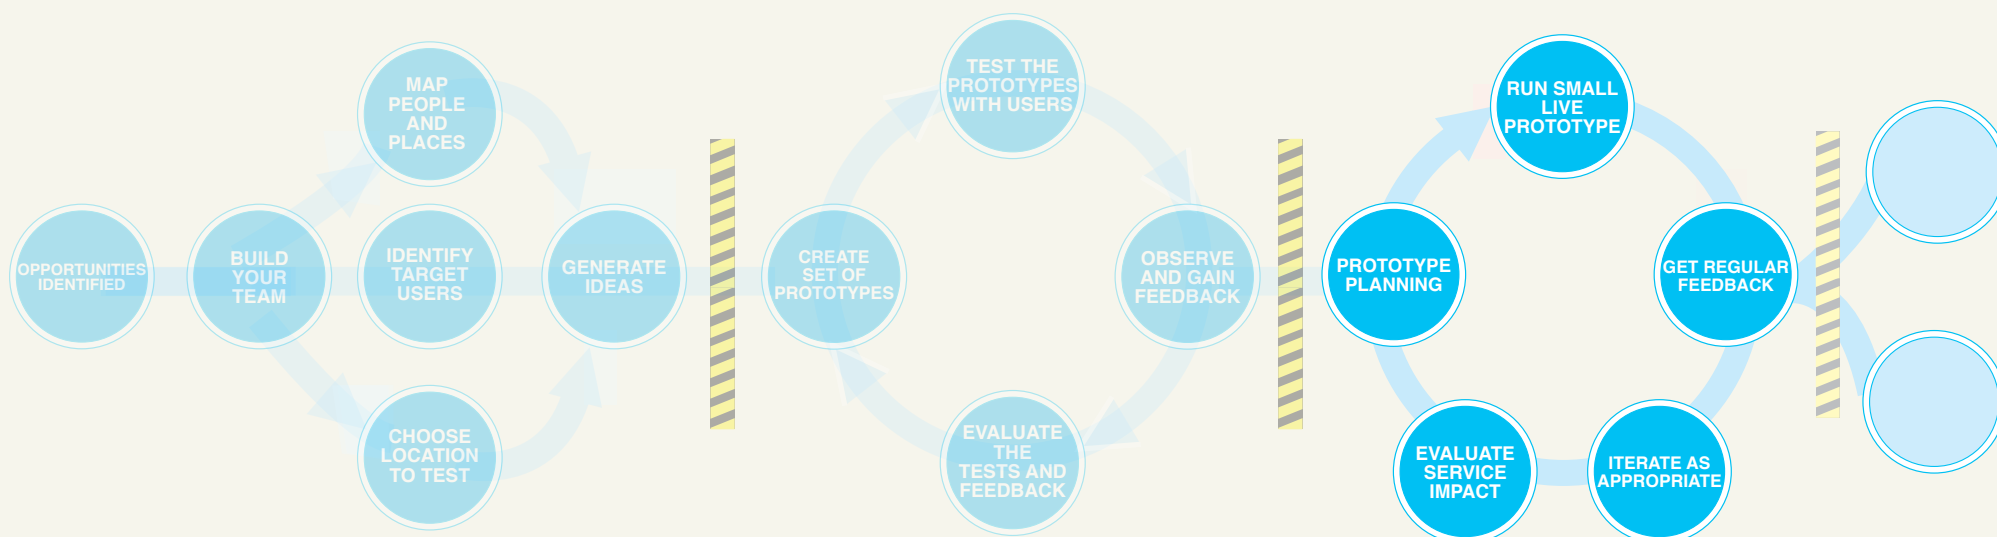 OPPORTUNITIES
IDENTIFIED
BUILD
YOUR
TEAM
MAP
PEOPLE
AND
PLACES
IDENTIFY
TARGET
USERS
CHOOSE
LOCATION
TO TEST
GENERATE
IDEAS
CREATE
SET OF
PROTOTYPES
TEST THE
PROTOTYPES
WITH USERS
OBSERVE
AND GAIN
FEEDBACK
EVALUATE
THE
TESTS AND
FEEDBACK
PROTOTYPE
PLANNING
RUN SMALL
LIVE
PROTOTYPE
GET REGULAR
FEEDBACK
ITERATE AS
APPROPRIATE
EVALUATE
SERVICE
IMPACT